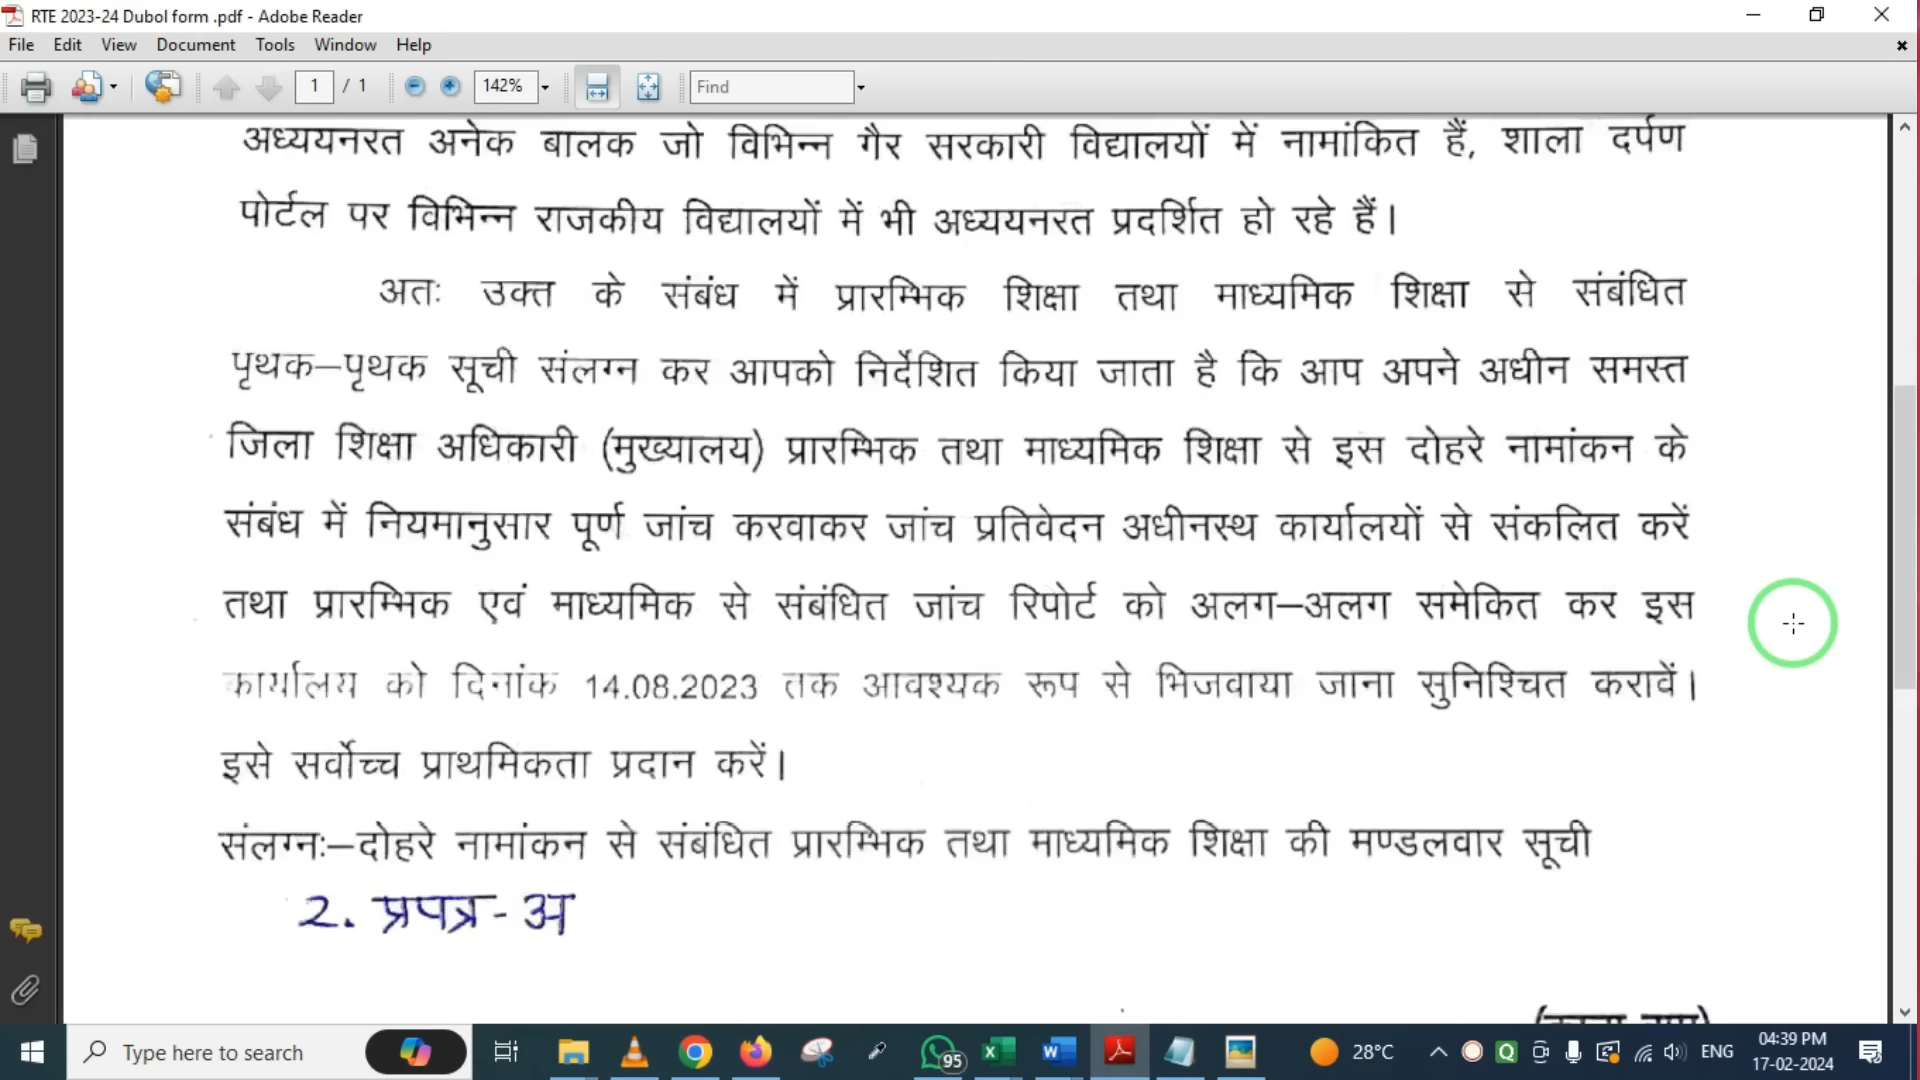 RTE 2023-24 Dubol form .pdf - Adobe Reader
File Edit View Document Tools Window Help
1 / 1 142% Find
अध्ययनरत अनेक बालक जो विभिन्न गैर सरकारी विद्यालयों में नामांकित हैं, शाला दर्पण
पोर्टल पर विभिन्न राजकीय विद्यालयों में भी अध्ययनरत प्रदर्शित हो रहे हैं।
अतः उक्त के संबंध में प्रारम्भिक शिक्षा तथा माध्यमिक शिक्षा से संबंधित
पृथक–पृथक सूची संलग्न कर आपको निर्देशित किया जाता है कि आप अपने अधीन समस्त
जिला शिक्षा अधिकारी (मुख्यालय) प्रारम्भिक तथा माध्यमिक शिक्षा से इस दोहरे नामांकन के
संबंध में नियमानुसार पूर्ण जांच करवाकर जांच प्रतिवेदन अधीनस्थ कार्यालयों से संकलित करें
तथा प्रारम्भिक एवं माध्यमिक से संबंधित जांच रिपोर्ट को अलग–अलग समेकित कर इस
कार्यालय को दिनांक 14.08.2023 तक आवश्यक रूप से भिजवाया जाना सुनिश्चित करावें।
इसे सर्वोच्च प्राथमिकता प्रदान करें।
संलग्नः–दोहरे नामांकन से संबंधित प्रारम्भिक तथा माध्यमिक शिक्षा की मण्डलवार सूची
2. प्रपत्र - अ
Type here to search 95 28°C ENG 04:39 PM
17-02-2024